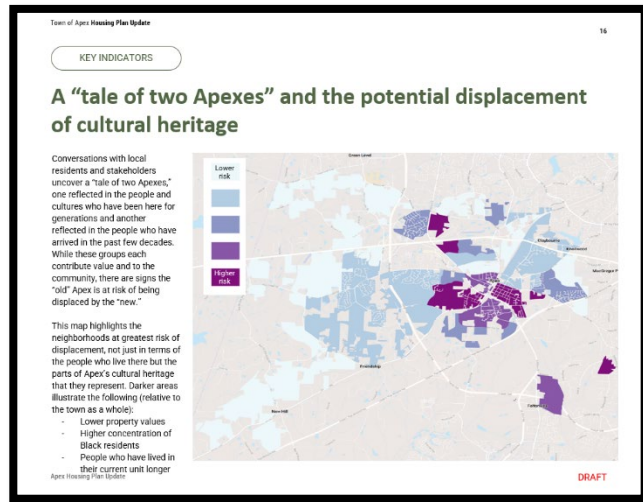 Town of Apex Housing Plan Update
16
KEY INDICATORS
A “tale of two Apexes” and the potential displacement
of cultural heritage
Conversations with local
residents and stakeholders
uncover a “tale of two Apexes,”
one reflected in the people and
cultures who have been here for
generations and another
reflected in the people who have
arrived in the past few decades.
While these groups each
contribute value and to the
community, there are signs the
“old” Apex is at risk of being
displaced by the “new.”
This map highlights the
neighborhoods at greatest risk of
displacement, not just in terms of
the people who live there but the
parts of Apex's cultural heritage
that they represent. Darker areas
illustrate the following (relative to
the town as a whole):
- Lower property values
- Higher concentration of
Black residents
- People who have lived in
their current unit longer
Lower
risk
Higher
risk
Green Level
Friendship
Apex Housing Plan Update
DRAFT